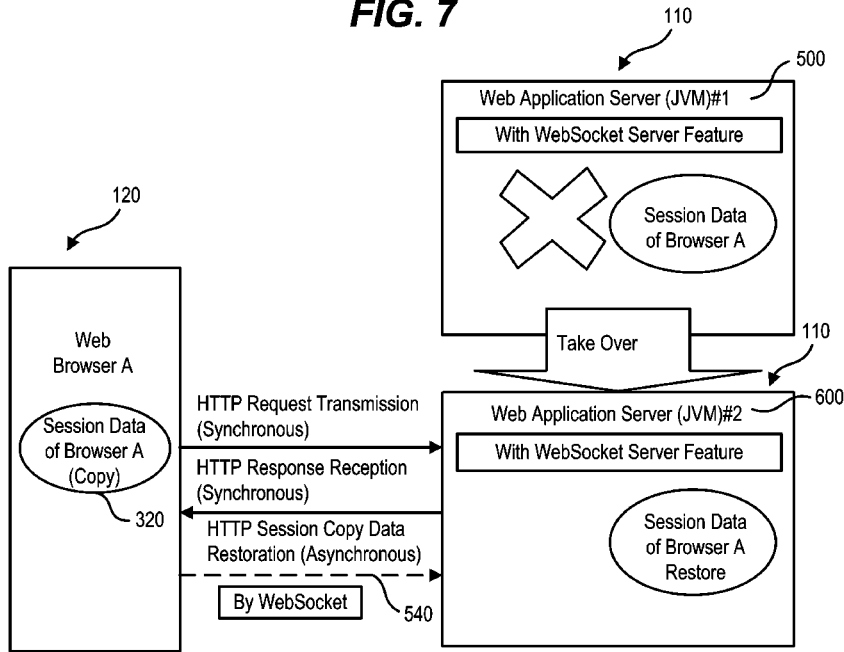 FIG. 7
110
500
Web Application Server (JVM)#1
With WebSocket Server Feature
Session Data
of Browser A
120
Take Over
110
Web
Browser A
Session Data
of Browser A
(Copy)
320
HTTP Request Transmission
(Synchronous)
HTTP Response Reception
(Synchronous)
HTTP Session Copy Data
Restoration (Asynchronous)
By WebSocket
540
600
Web Application Server (JVM)#2
With WebSocket Server Feature
Session Data
of Browser A
Restore